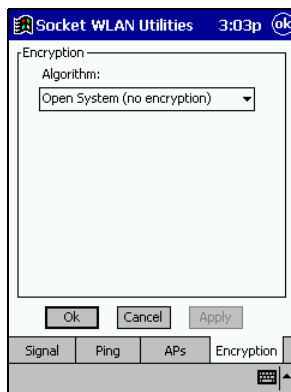 Socket WLAN Utilities 3:03p ok
Encryption
Algorithm:
Open System (no encryption)
Ok Cancel Apply
Signal Ping APs Encryption